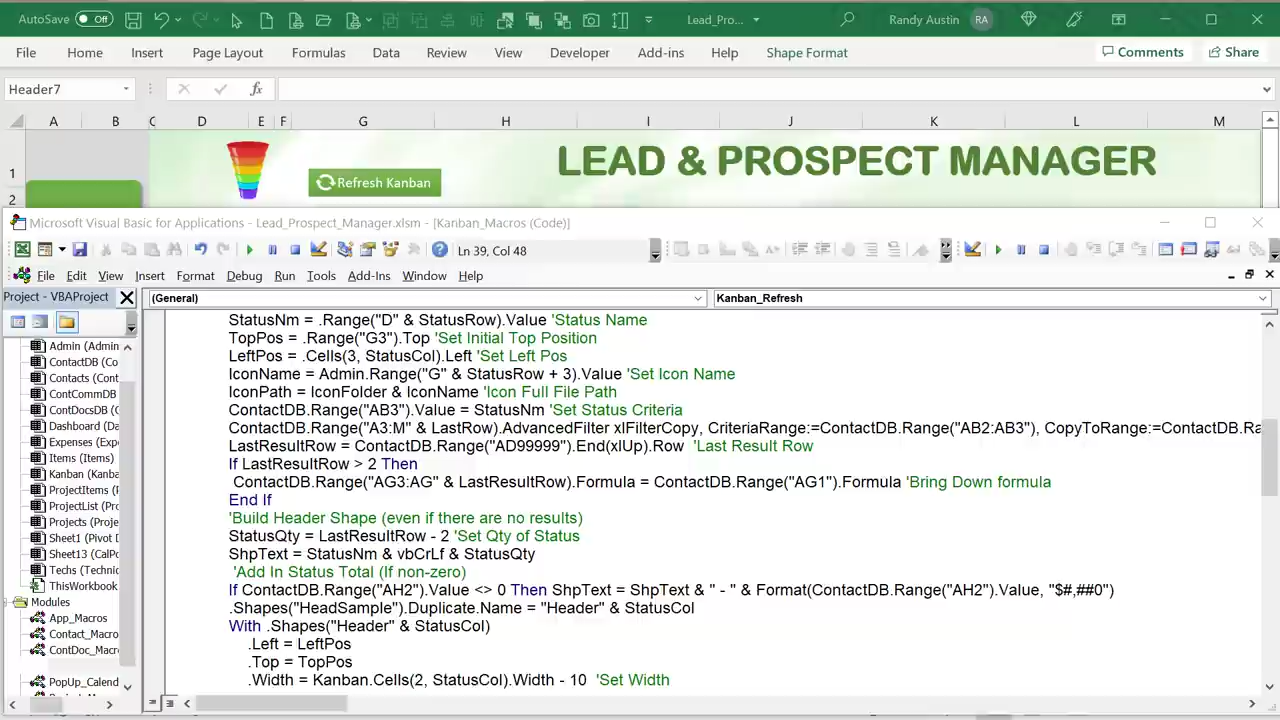 AutoSave Off Lead_Pro... Randy Austin RA
File Home Insert Page Layout Formulas Data Review View Developer Add-ins Help Shape Format Comments Share
Header7 fx
A B C D E F G H I J K L M
1
LEAD & PROSPECT MANAGER
Refresh Kanban
2
Microsoft Visual Basic for Applications - Lead_Prospect_Manager.xlsm - [Kanban_Macros (Code)]
Ln 39, Col 48
File Edit View Insert Format Debug Run Tools Add-Ins Window Help
Project - VBAProject
(General) Kanban_Refresh
Admin (Admin
ContactDB (Co
Contacts (Cont
ContCommDB
ContDocsDB (C
Dashboard (Da
Expenses (Expe
Items (Items)
Kanban (Kanban
ProjectItems (P
ProjectList (Proj
Projects (Proje
Sheet1 (Pivot D
Sheet13 (CalPo
Techs (Technic
ThisWorkbook
Modules
App_Macros
Contact_Macro
ContDoc_Macr
PopUp_Calend
StatusNm = .Range("D" & StatusRow).Value 'Status Name
TopPos = .Range("G3").Top 'Set Initial Top Position
LeftPos = .Cells(3, StatusCol).Left 'Set Left Pos
IconName = Admin.Range("G" & StatusRow + 3).Value 'Set Icon Name
IconPath = IconFolder & IconName 'Icon Full File Path
ContactDB.Range("AB3").Value = StatusNm 'Set Status Criteria
ContactDB.Range("A3:M" & LastRow).AdvancedFilter xlFilterCopy, CriteriaRange:=ContactDB.Range("AB2:AB3"), CopyToRange:=ContactDB.Ra
LastResultRow = ContactDB.Range("AD99999").End(xlUp).Row 'Last Result Row
If LastResultRow > 2 Then
ContactDB.Range("AG3:AG" & LastResultRow).Formula = ContactDB.Range("AG1").Formula 'Bring Down formula
End If
'Build Header Shape (even if there are no results)
StatusQty = LastResultRow - 2 'Set Qty of Status
ShpText = StatusNm & vbCrLf & StatusQty
'Add In Status Total (If non-zero)
If ContactDB.Range("AH2").Value <> 0 Then ShpText = ShpText & " - " & Format(ContactDB.Range("AH2").Value, "$#,##0")
.Shapes("HeadSample").Duplicate.Name = "Header" & StatusCol
With .Shapes("Header" & StatusCol)
.Left = LeftPos
.Top = TopPos
.Width = Kanban.Cells(2, StatusCol).Width - 10 'Set Width